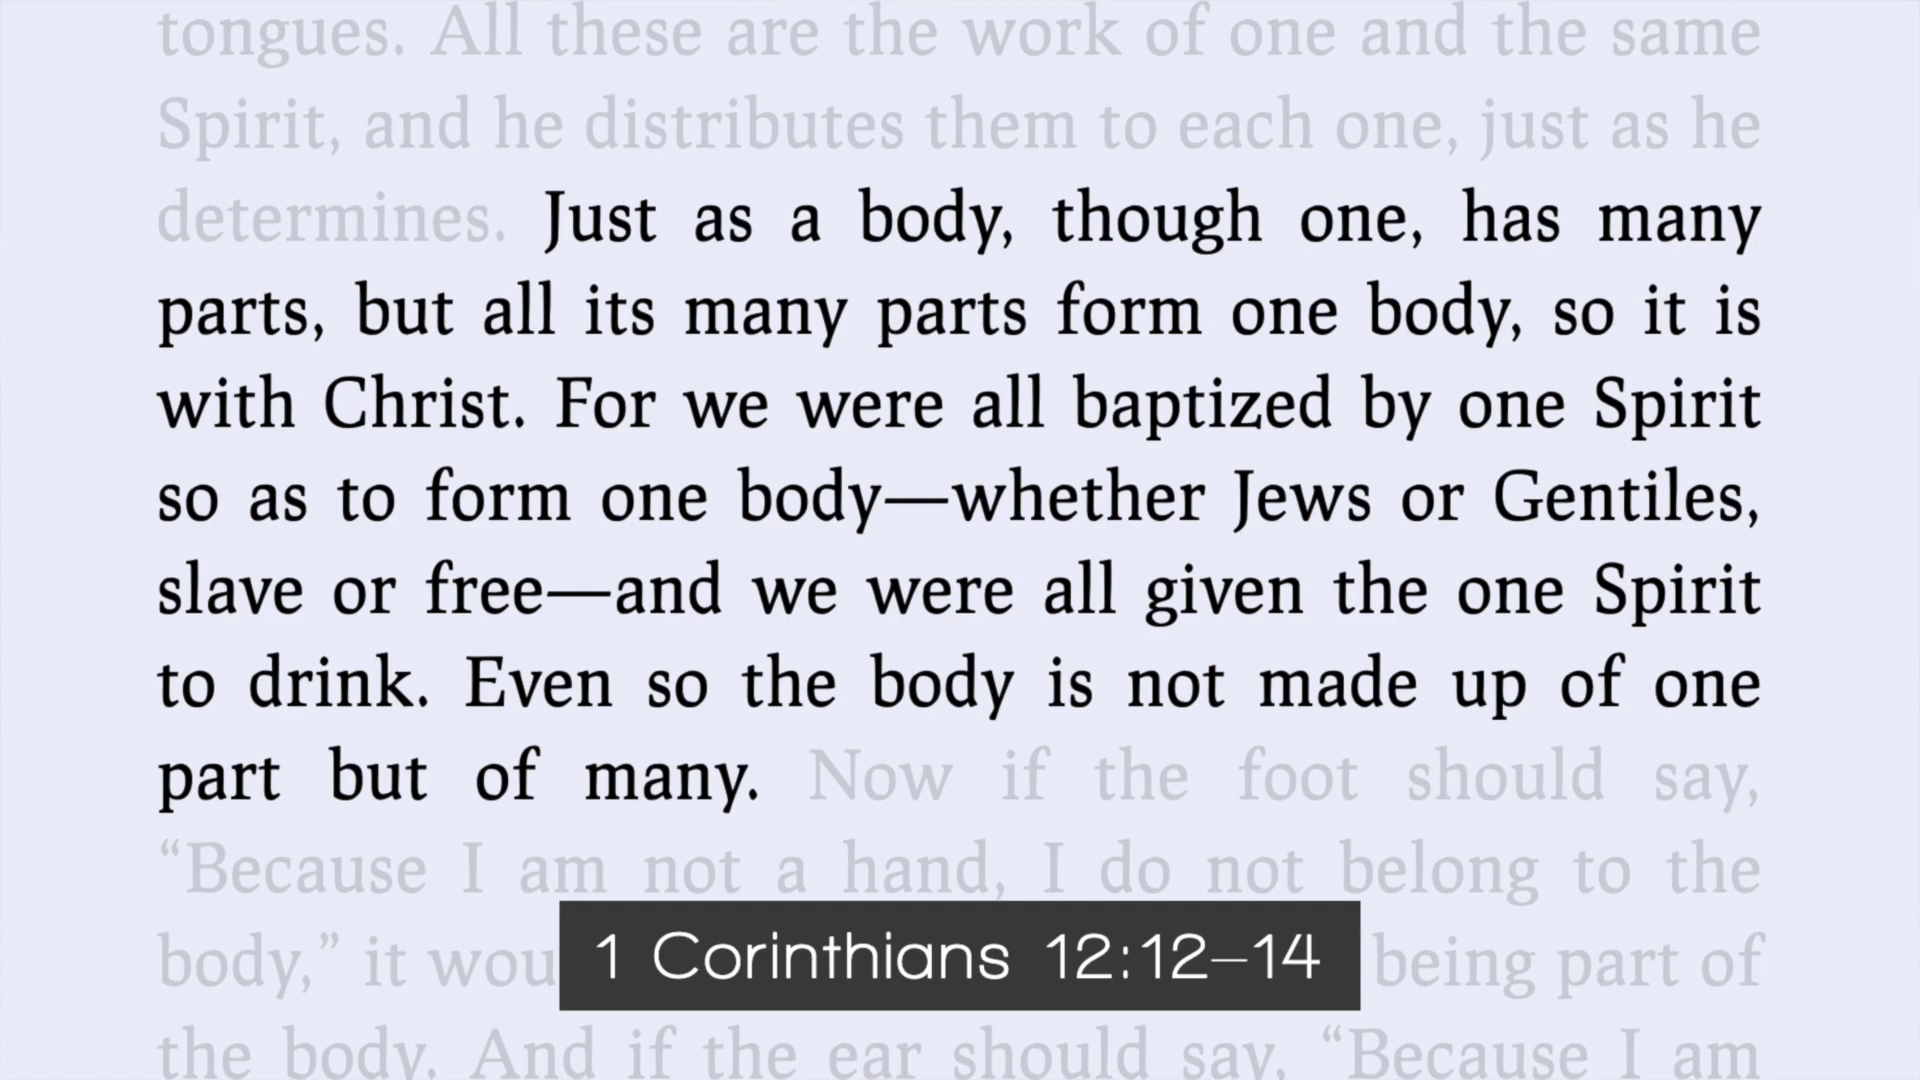 tongues. All these are the work of one and the same
Spirit, and he distributes them to each one, just as he
determines. Just as a body, though one, has many
parts, but all its many parts form one body, so it is
with Christ. For we were all baptized by one Spirit
so as to form one body—whether Jews or Gentiles,
slave or free—and we were all given the one Spirit
to drink. Even so the body is not made up of one
part but of many. Now if the foot should say,
“Because I am not a hand, I do not belong to the
body,” it being part of
1 Corinthians 12:12–14
the body. And if the ear should say, “Because I am